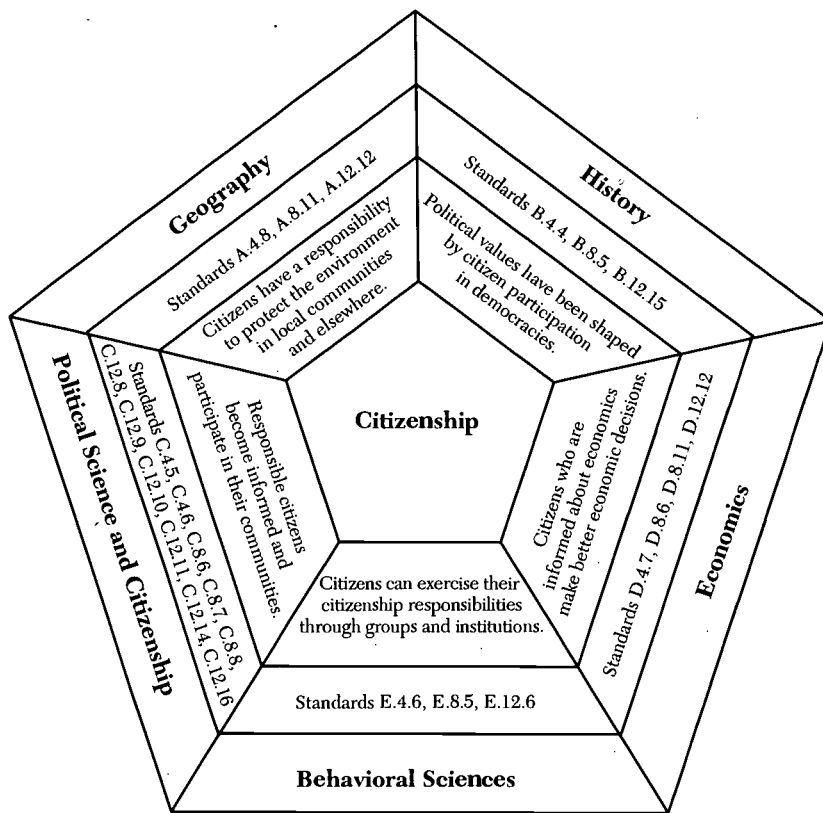 Geography
Standards A.4.8, A.8.11, A.12.12
Citizens have a responsibility
to protect the environment
in local communities
and elsewhere.
History
Standards B.4.4, B.8.5, B.12.15
Political values have been shaped
by citizen participation
in democracies.
Political Science and Citizenship
Standards C.4.5, C.4.6, C.8.6, C.8.7, C.8.8,
C.12.8, C.12.9, C.12.10, C.12.11, C.12.14, C.12.16
Responsible citizens
become informed and
participate in their communities.
Citizenship
Citizens who are
informed about economics
make better economic decisions.
Standards D.4.7, D.8.6, D.8.11, D.12.12
Economics
Citizens can exercise their
citizenship responsibilities
through groups and institutions.
Standards E.4.6, E.8.5, E.12.6
Behavioral Sciences